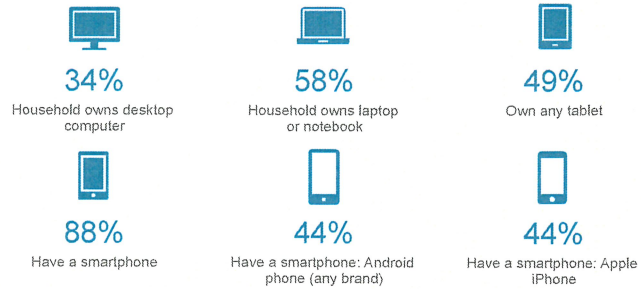 34%
Household owns desktop
computer
58%
Household owns laptop
or notebook
49%
Own any tablet
88%
Have a smartphone
44%
Have a smartphone: Android
phone (any brand)
44%
Have a smartphone: Apple
iPhone